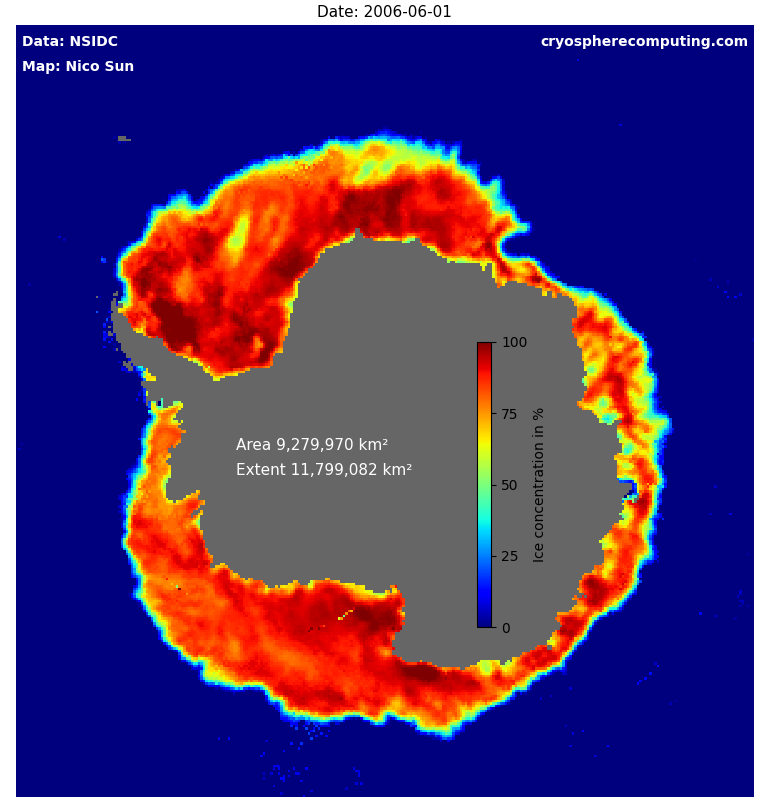 Date: 2006-06-01
Data: NSIDC
cryospherecomputing.com
Map: Nico Sun
100
75
50
25
0
Ice concentration in %
Area 9,279,970 km²
Extent 11,799,082 km²